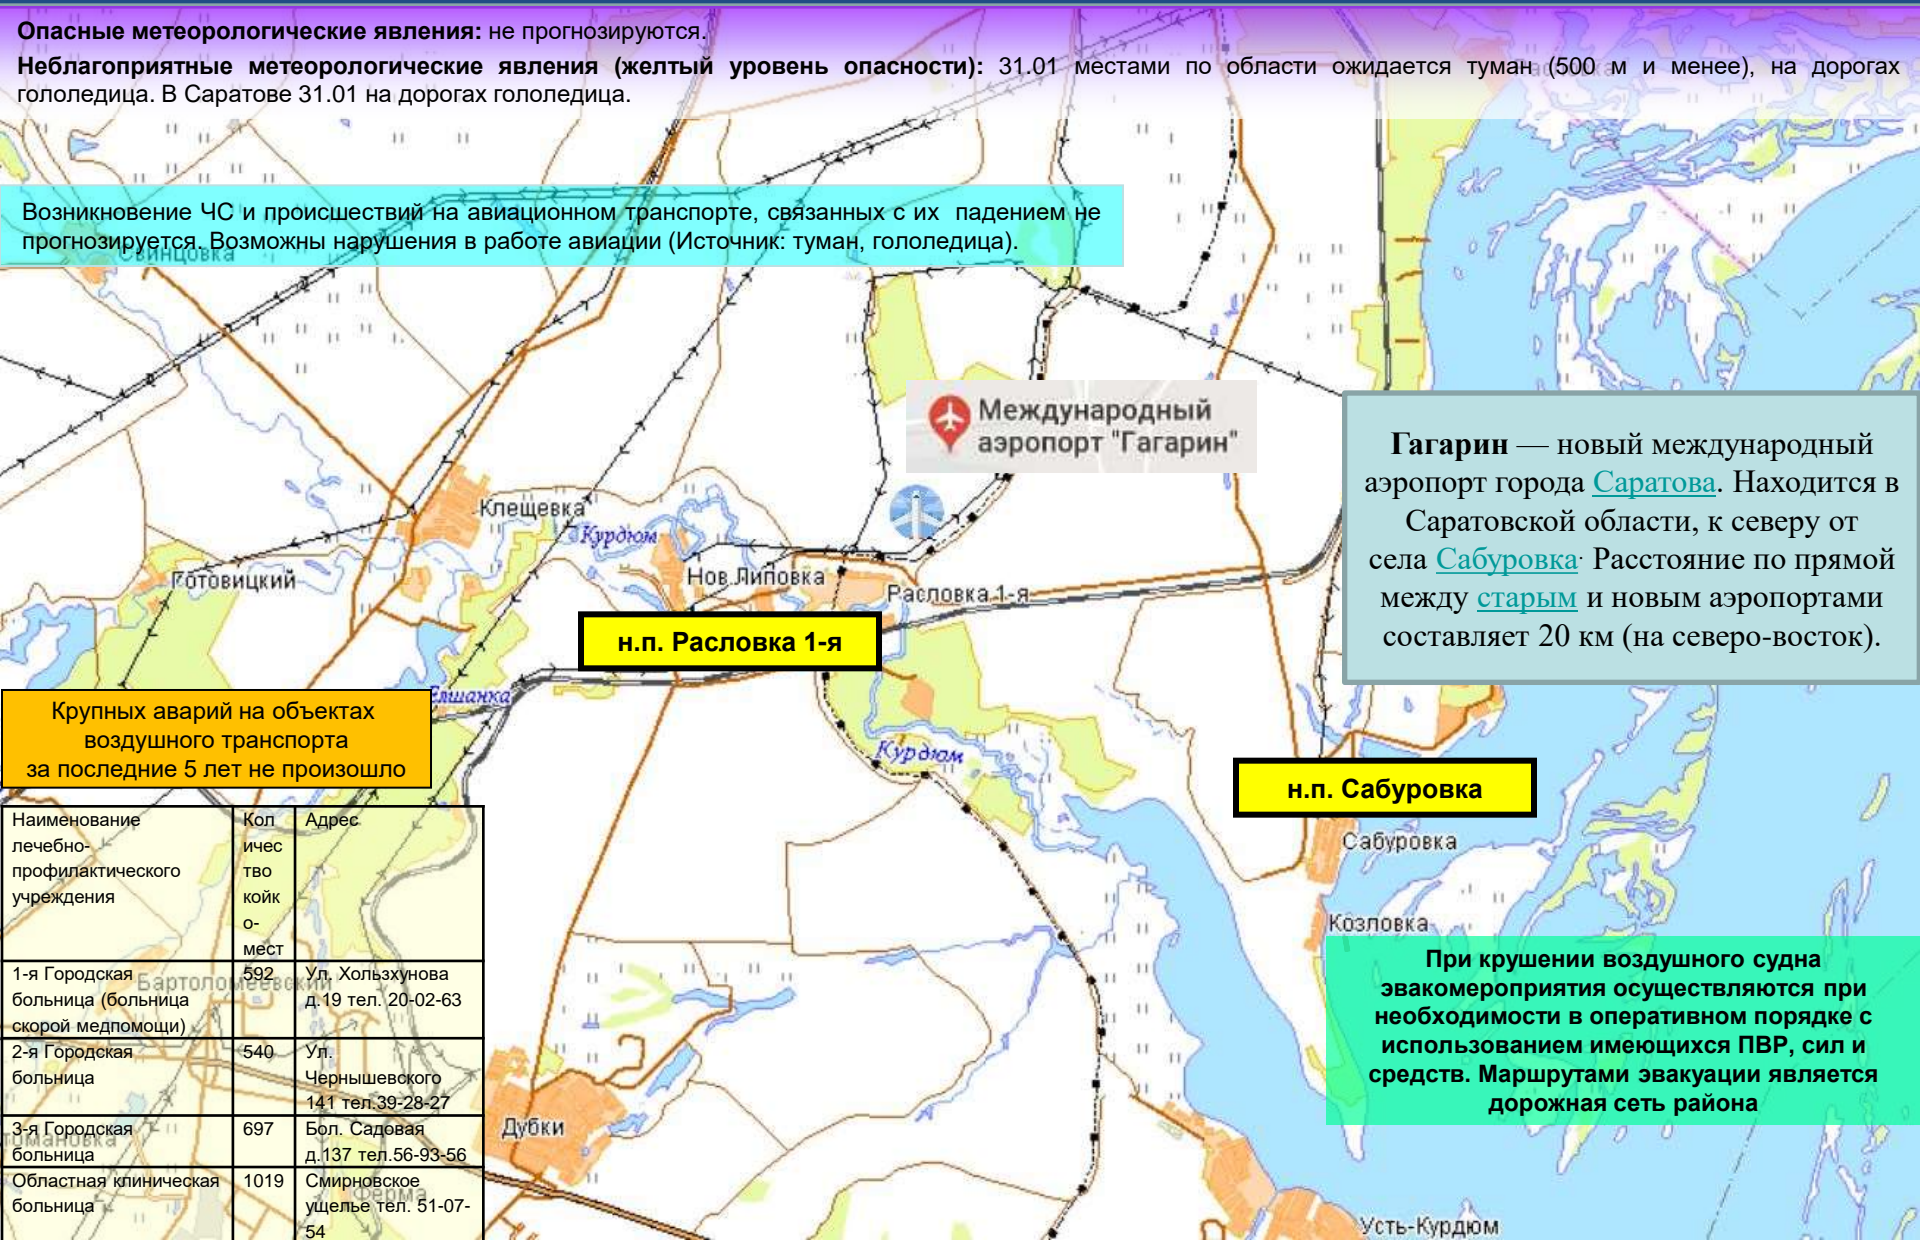 Опасные метеорологические явления: не прогнозируются.
Неблагоприятные метеорологические явления (желтый уровень опасности): 31.01 местами по области ожидается туман (500 м и менее), на дорогах
гололедица. В Саратове 31.01 на дорогах гололедица.
Возникновение ЧС и происшествий на авиационном транспорте, связанных с их падением не
прогнозируется. Возможны нарушения в работе авиации (Источник: туман, гололедица).
Свинцовка
Международный
аэропорт "Гагарин"
Гагарин — новый международный
аэропорт города Саратова. Находится в
Саратовской области, к северу от
села Сабуровка. Расстояние по прямой
между старым и новым аэропортами
составляет 20 км (на северо-восток).
Клещевка
Курдюм
Готовицкий
Нов.Липовка
Расловка 1-я
н.п. Расловка 1-я
Елшанка
Крупных аварий на объектах
воздушного транспорта
за последние 5 лет не произошло
Курдюм
н.п. Сабуровка
Сабуровка
Козловка
Наименование
лечебно-
профилактического
учреждения
Кол
ичес
тво
койк
о-
мест
Адрес
1-я Городская
больница (больница
скорой медпомощи)
592
Ул. Хользхунова
д.19 тел. 20-02-63
Бартоломеевский
2-я Городская
больница
540
Ул.
Чернышевского
141 тел.39-28-27
3-я Городская
больница
697
Бол. Садовая
д.137 тел.56-93-56
Областная клиническая
больница
1019
Смирновское
ущелье тел. 51-07-
54
Ферма
Дубки
При крушении воздушного судна
эвакомероприятия осуществляются при
необходимости в оперативном порядке с
использованием имеющихся ПВР, сил и
средств. Маршрутами эвакуации является
дорожная сеть района
Усть-Курдюм